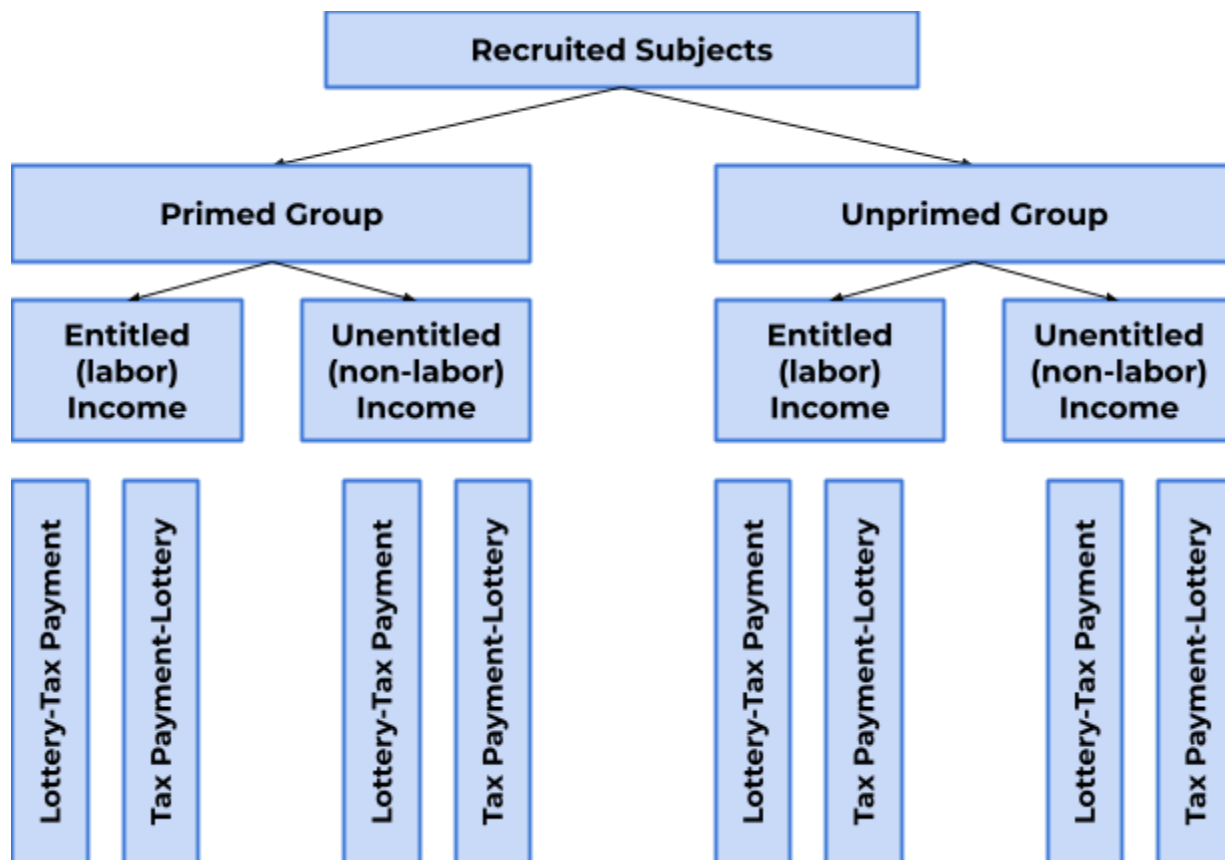 Recruited Subjects
Primed Group
Unprimed Group
Entitled
(labor)
Income
Unentitled
(non-labor)
Income
Entitled
(labor)
Income
Unentitled
(non-labor)
Income
Lottery-Tax Payment
Tax Payment-Lottery
Lottery-Tax Payment
Tax Payment-Lottery
Lottery-Tax Payment
Tax Payment-Lottery
Lottery-Tax Payment
Tax Payment-Lottery